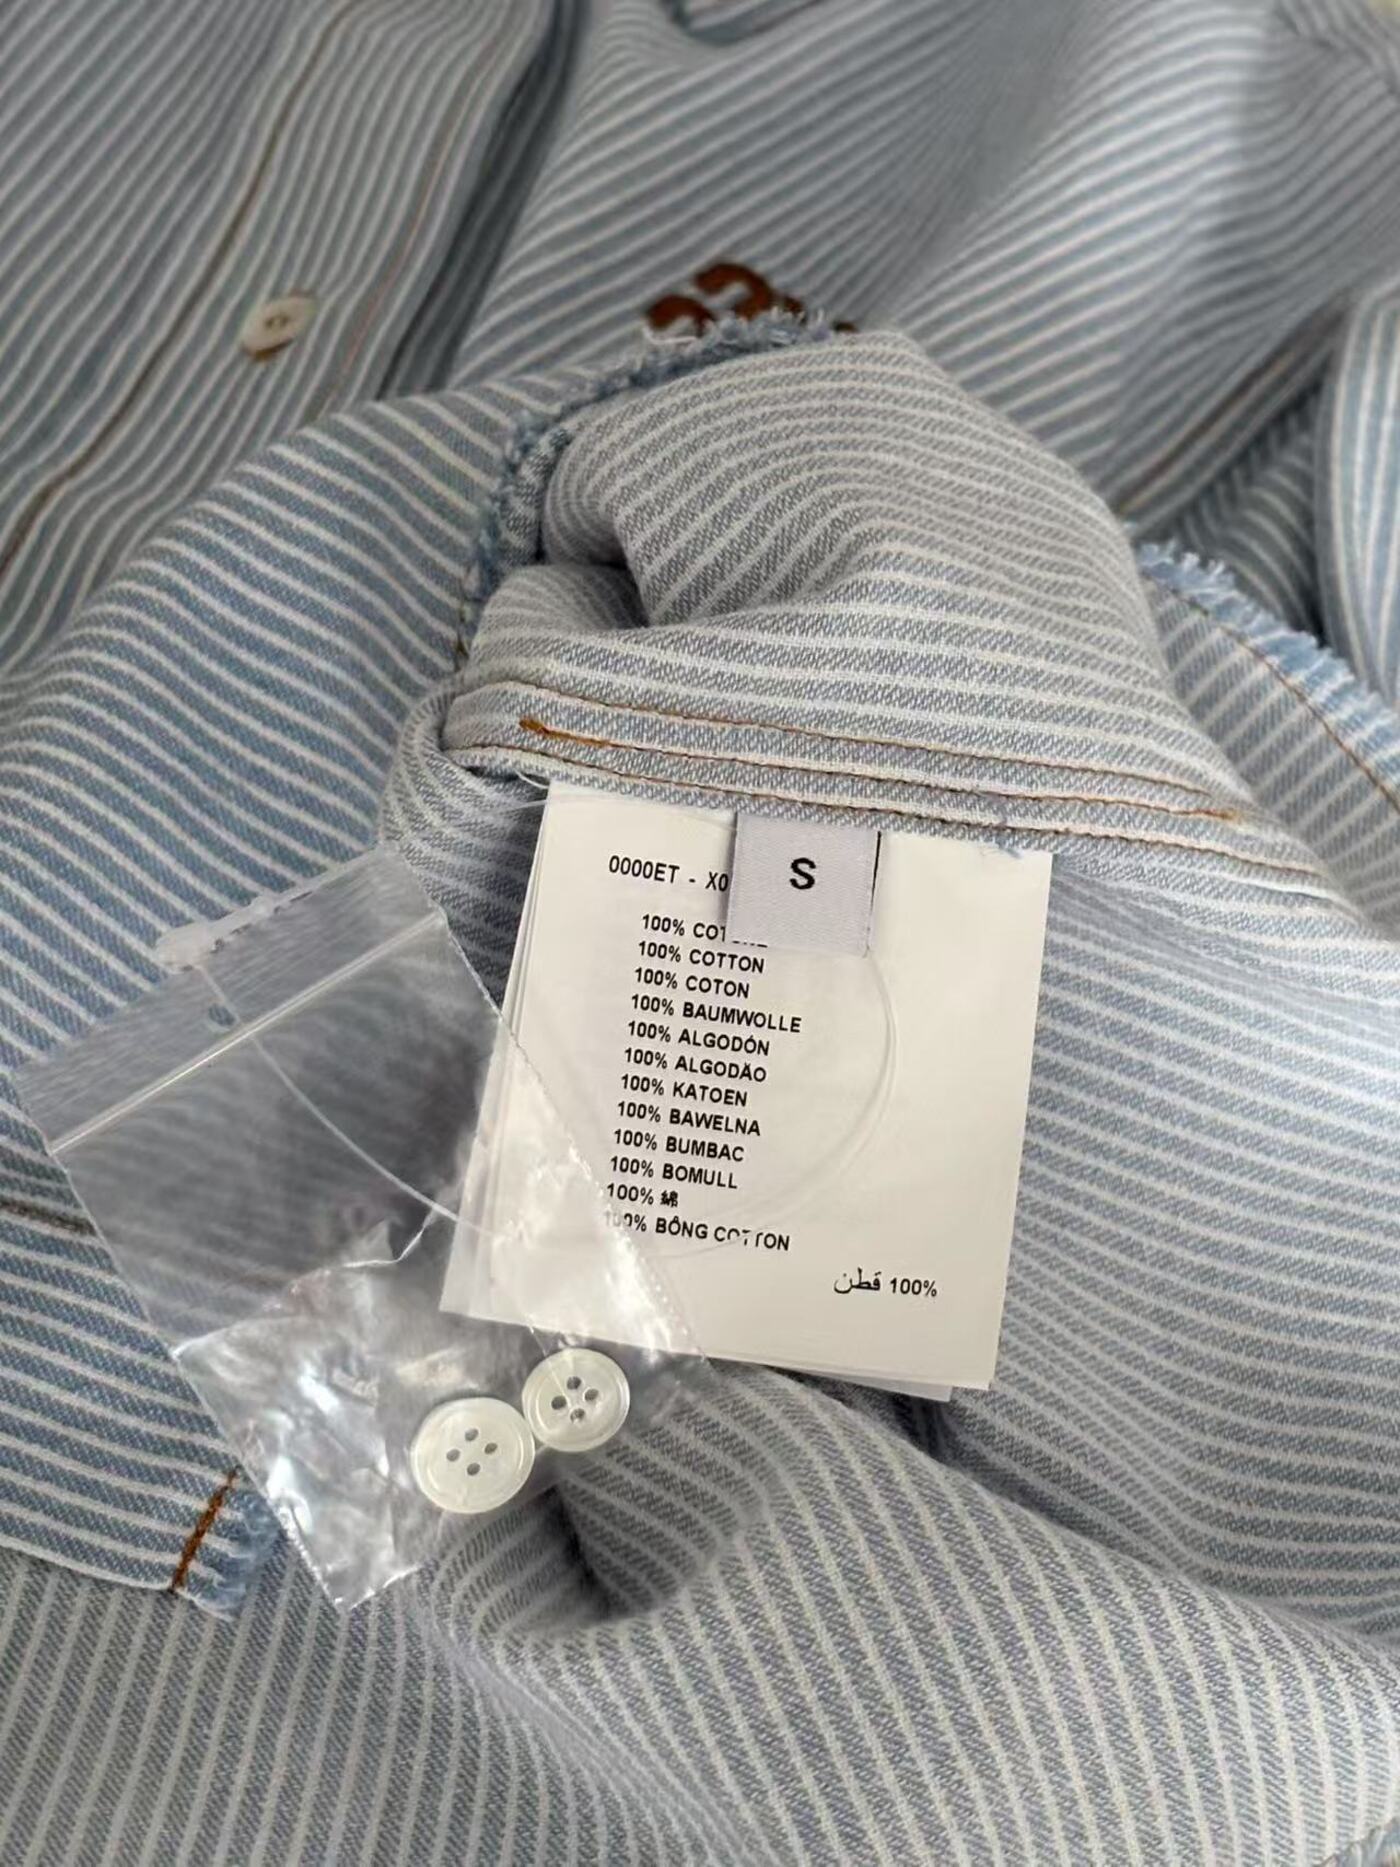 0000ET - X0
S
100%
100% COTTON
100% COTON
100% BAUMWOLLE
100% ALGODÓN
100% ALGODÃO
100% KATOEN
100% BAWELNA
100% BUMBAC
100% BOMULL
100% 綿
100% BÔNG COTTON
100% قطن